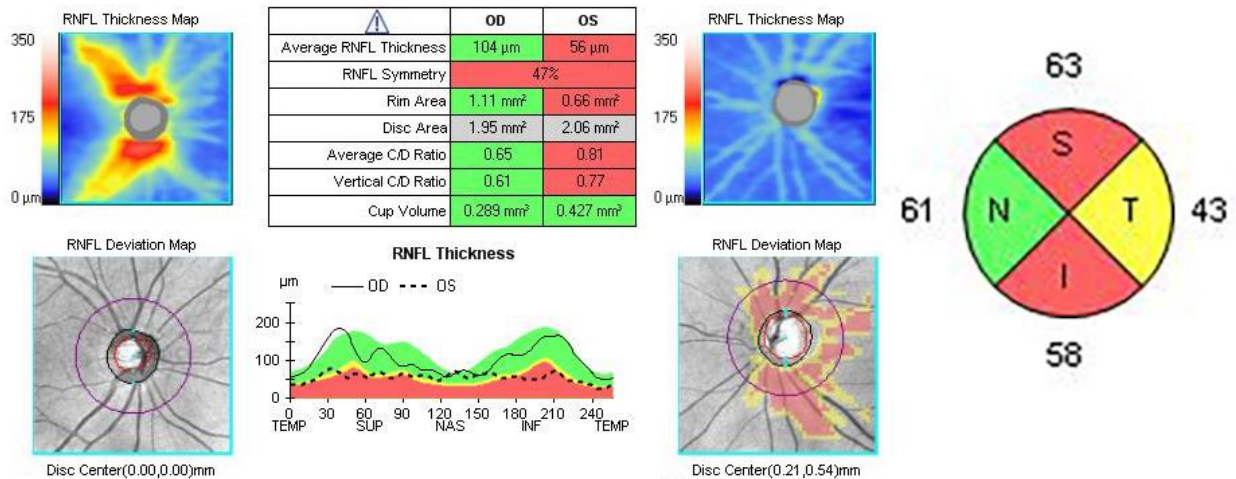 RNFL Thickness Map
350
175
0 µm
OD OS
Average RNFL Thickness 104 µm 56 µm
RNFL Symmetry 47%
Rim Area 1.11 mm² 0.66 mm²
Disc Area 1.95 mm² 2.06 mm²
Average C/D Ratio 0.65 0.81
Vertical C/D Ratio 0.61 0.77
Cup Volume 0.289 mm³ 0.427 mm³
RNFL Thickness Map
350
175
0 µm
63
S
61 N T 43
I
58
RNFL Deviation Map
Disc Center(0.00,0.00)mm
RNFL Thickness
µm OD OS
200
100
0
0 30 60 90 120 150 180 210 240
TEMP SUP NAS INF TEMP
RNFL Deviation Map
Disc Center(0.21,0.54)mm